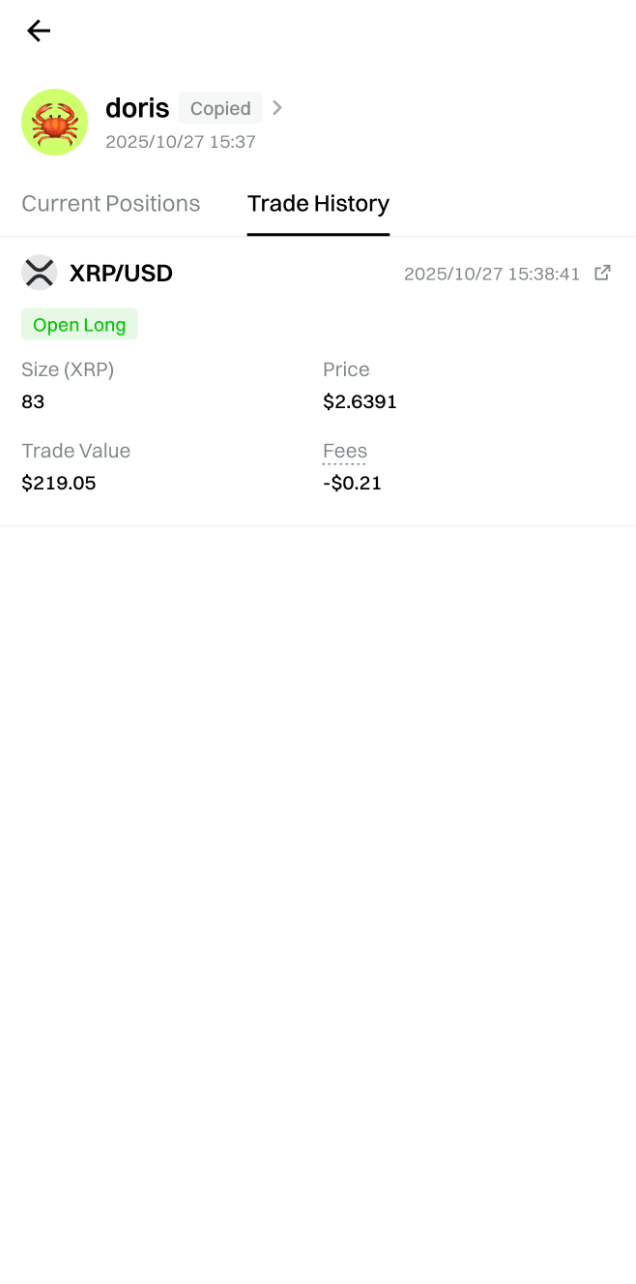 doris Copied
2025/10/27 15:37
Current Positions Trade History
XRP/USD 2025/10/27 15:38:41
Open Long
Size (XRP) Price
83 $2.6391
Trade Value Fees
$219.05 -$0.21